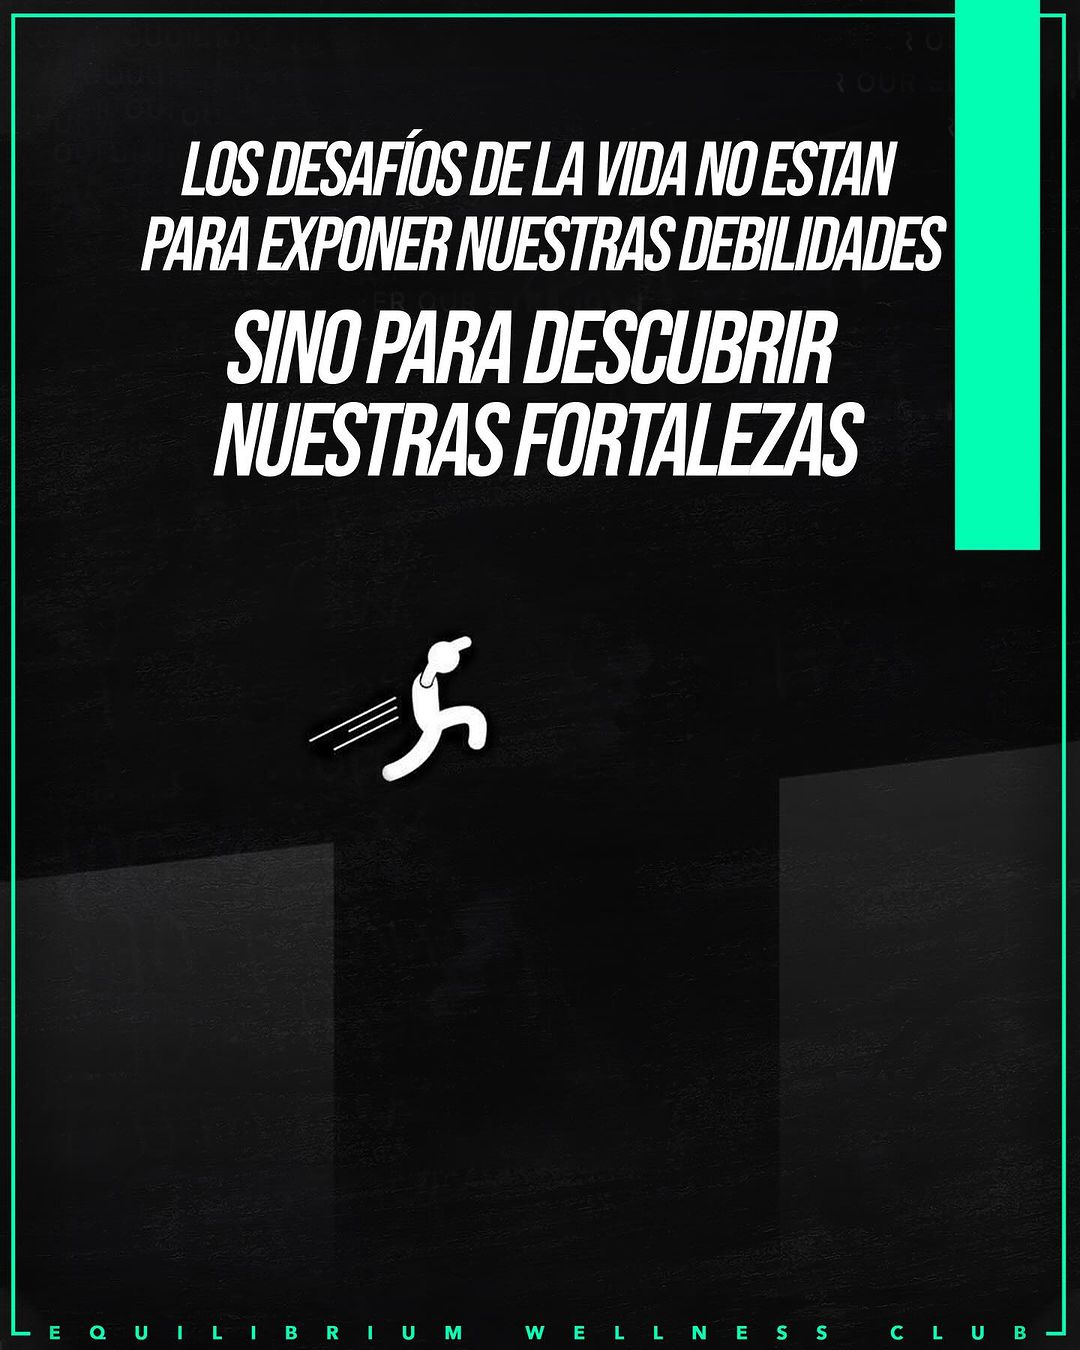 LOS DESAFÍOS DE LA VIDA NO ESTAN
PARA EXPONER NUESTRAS DEBILIDADES
SINO PARA DESCUBRIR
NUESTRAS FORTALEZAS
EQUILIBRIUM WELLNESS CLUB